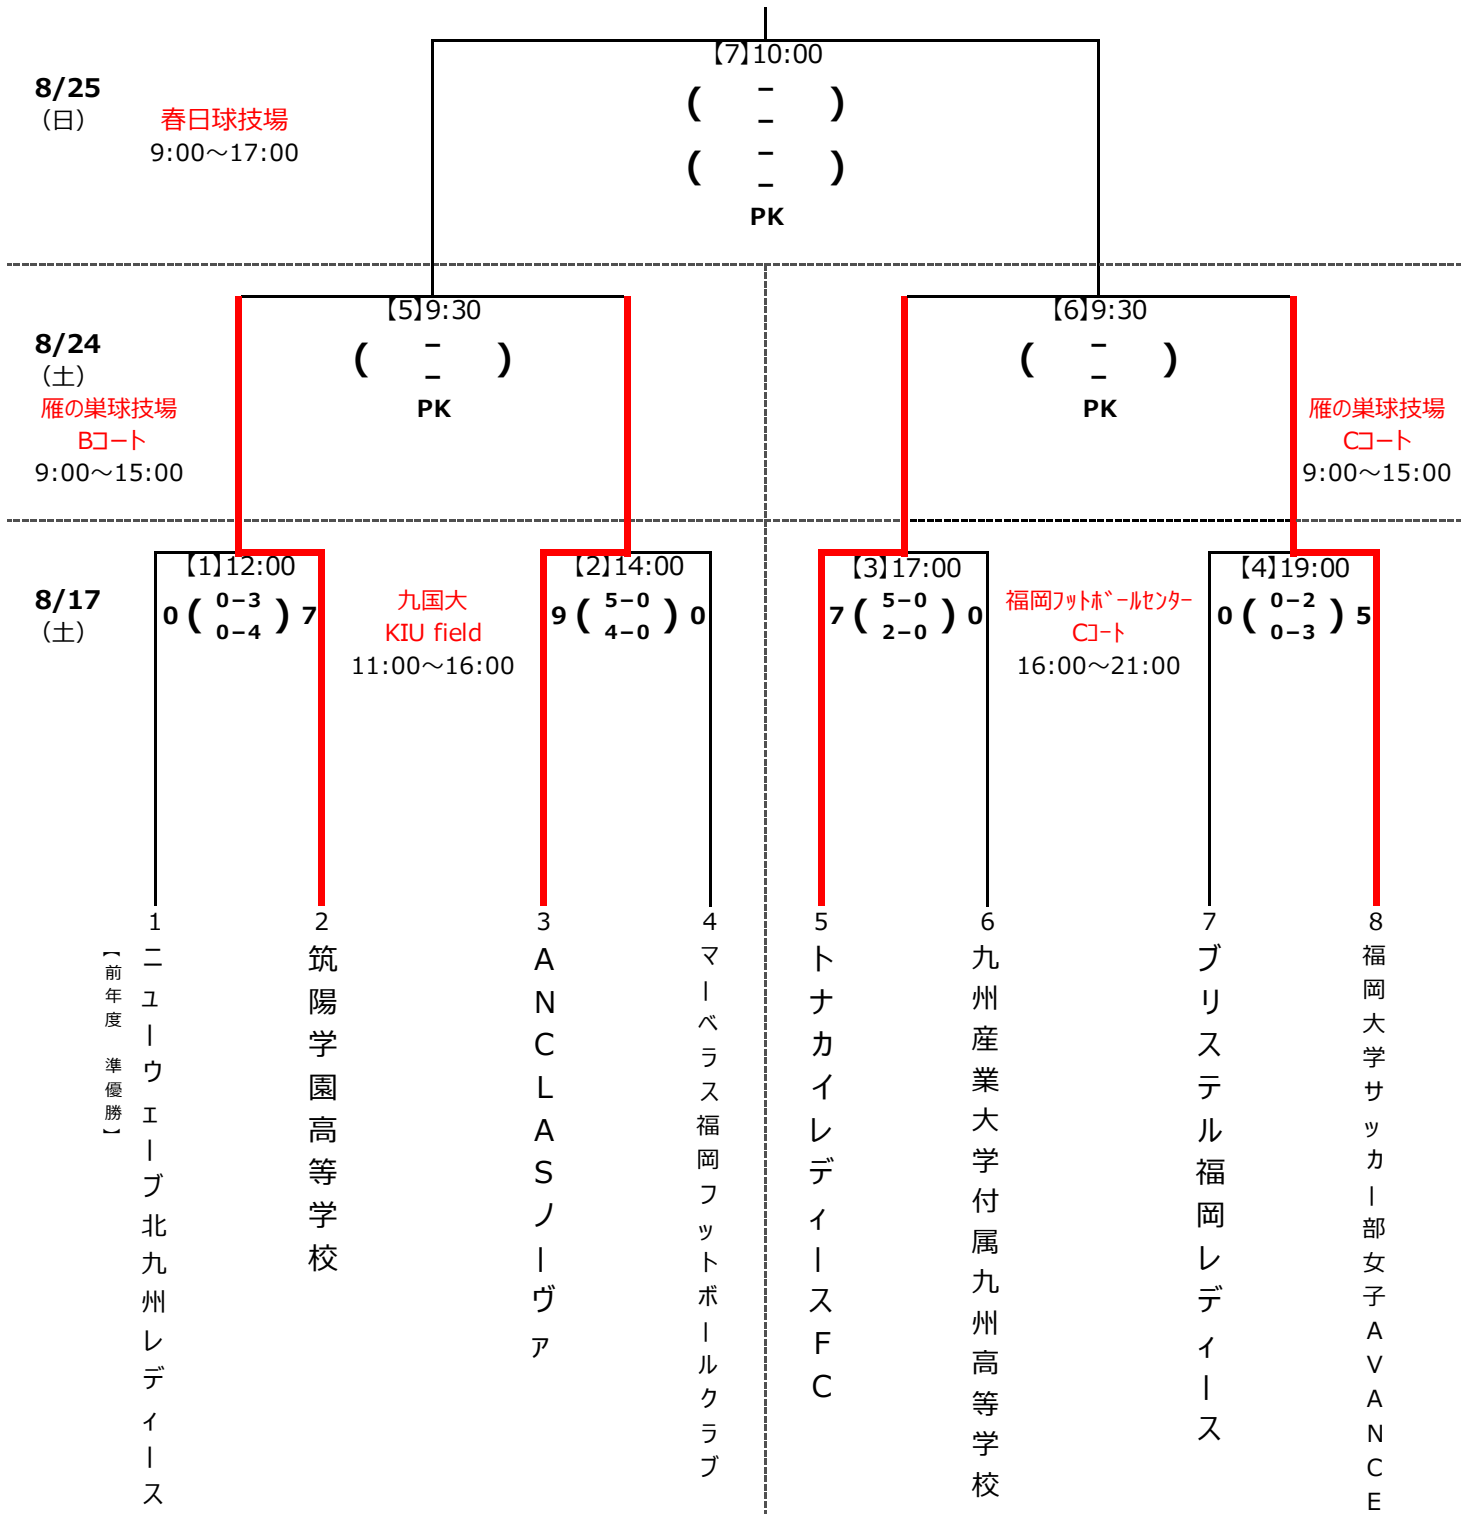 【7】10:00
8/25
（日）
春日球技場
9:00～17:00
( － )
－
( － )
－
PK
【5】9:30
【6】9:30
8/24
（土）
雁の巣球技場
Bコート
9:00～15:00
( － )
－
PK
( － )
－
PK
雁の巣球技場
Cコート
9:00～15:00
8/17
（土）
【1】12:00
0 ( 0－3 ) 7
0－4
九国大
KIU field
11:00～16:00
【2】14:00
9 ( 5－0 ) 0
4－0
【3】17:00
7 ( 5－0 ) 0
2－0
福岡ﾌｯﾄﾎﾞｰﾙｾﾝﾀｰ
Cｺｰﾄ
16:00～21:00
【4】19:00
0 ( 0－2 ) 5
0－3
1
ニューウェーブ北九州レディース
【前年度　準優勝】
2
筑陽学園高等学校
3
ＡＮＣＬＡＳノーヴァ
4
マーベラス福岡フットボールクラブ
5
トナカイレディースＦＣ
6
九州産業大学付属九州高等学校
7
ブリステル福岡レディース
8
福岡大学サッカー部女子ＡＶＡＮＣＥ